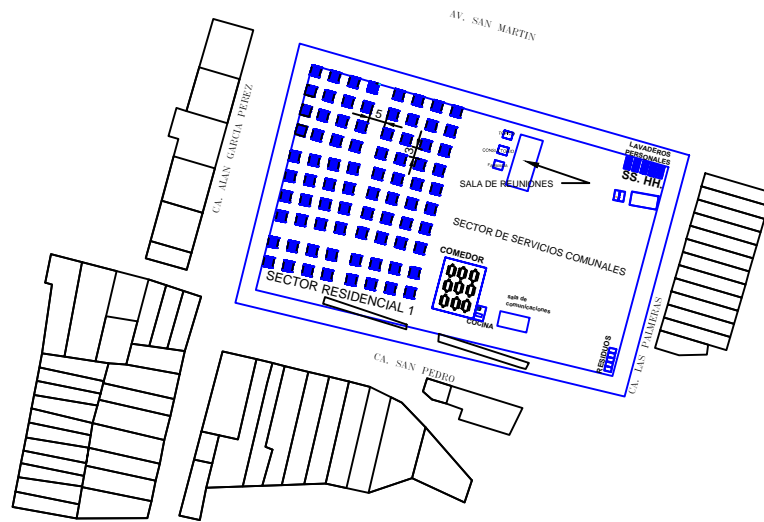 AV. SAN MARTIN
CA. ALAN GARCIA PEREZ
5
3
LAVADEROS
PERSONALES
SS. HH.
SALA DE REUNIONES
SECTOR DE SERVICIOS COMUNALES
COMEDOR
SECTOR RESIDENCIAL 1
sala de
comunicaciones
COCINA
RESIDUOS
CA. LAS PALMERAS
CA. SAN PEDRO